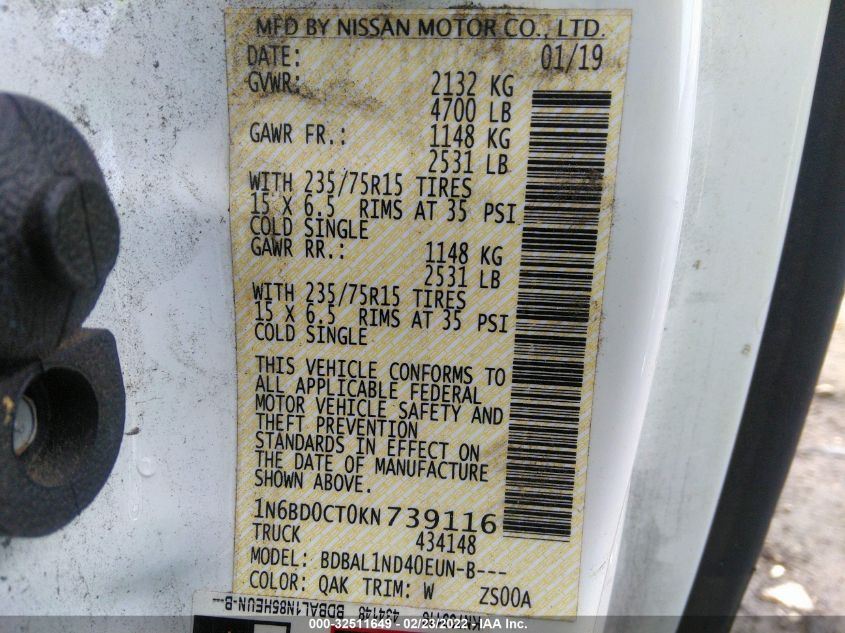 MFD BY NISSAN MOTOR CO., LTD.
DATE: 01/19
GVWR: 2132 KG
4700 LB
GAWR FR.: 1148 KG
2531 LB
WITH 235/75R15 TIRES
15 X 6.5 RIMS AT 35 PSI
COLD SINGLE
GAWR RR.: 1148 KG
2531 LB
WITH 235/75R15 TIRES
15 X 6.5 RIMS AT 35 PSI
COLD SINGLE
THIS VEHICLE CONFORMS TO
ALL APPLICABLE FEDERAL
MOTOR VEHICLE SAFETY AND
THEFT PREVENTION
STANDARDS IN EFFECT ON
THE DATE OF MANUFACTURE
SHOWN ABOVE.
1N6BD0CT0KN739116
TRUCK 434148
MODEL: BDBAL1ND40EUN-B---
COLOR: QAK TRIM: W ZS00A
434148 BDBAL1N85HEUN-B---
000-32511649 - 02/23/2022 - IAA, Inc.